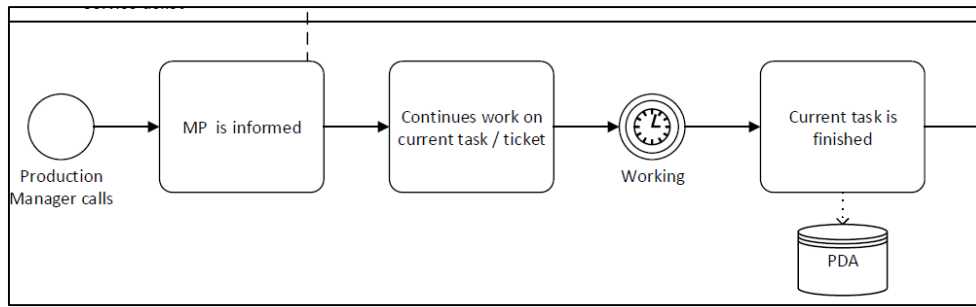 MP is informed
Continues work on
current task / ticket
Current task is
finished
Production
Manager calls
Working
PDA